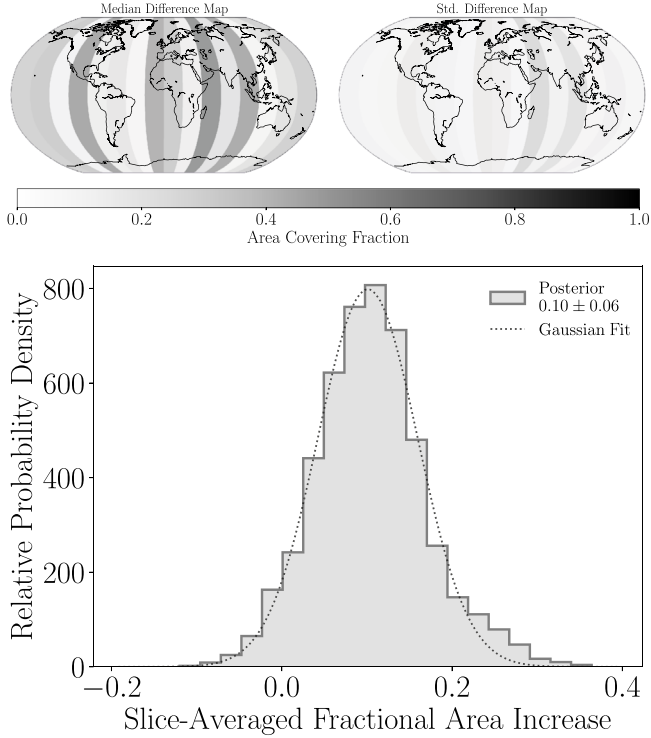 Median Difference Map
Std. Difference Map
0.0 0.2 0.4 0.6 0.8 1.0
Area Covering Fraction
800
600
400
200
0
Relative Probability Density
Posterior
0.10 ± 0.06
Gaussian Fit
−0.2 0.0 0.2 0.4
Slice-Averaged Fractional Area Increase